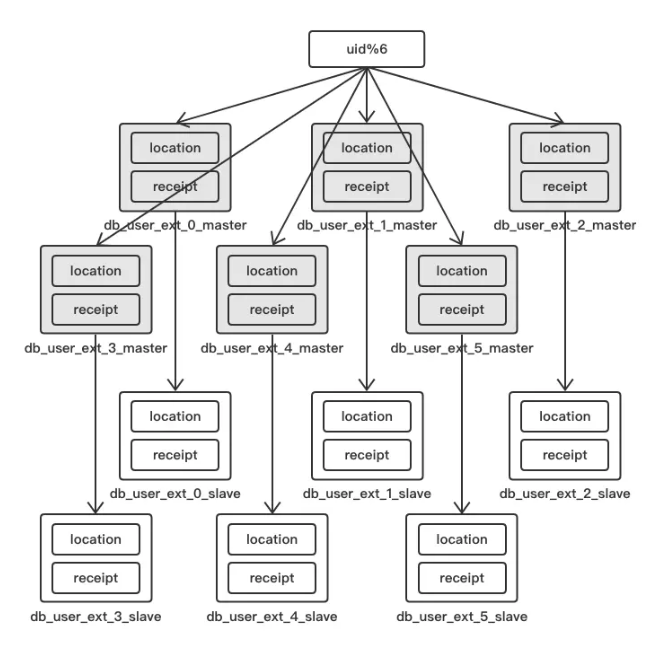 uid%6
location
location
location
receipt
receipt
receipt
db_user_ext_0_master
db_user_ext_1_master
db_user_ext_2_master
location
location
location
receipt
receipt
receipt
db_user_ext_3_master
db_user_ext_4_master
db_user_ext_5_master
location
location
location
receipt
receipt
receipt
db_user_ext_0_slave
db_user_ext_1_slave
db_user_ext_2_slave
location
location
location
receipt
receipt
receipt
db_user_ext_3_slave
db_user_ext_4_slave
db_user_ext_5_slave